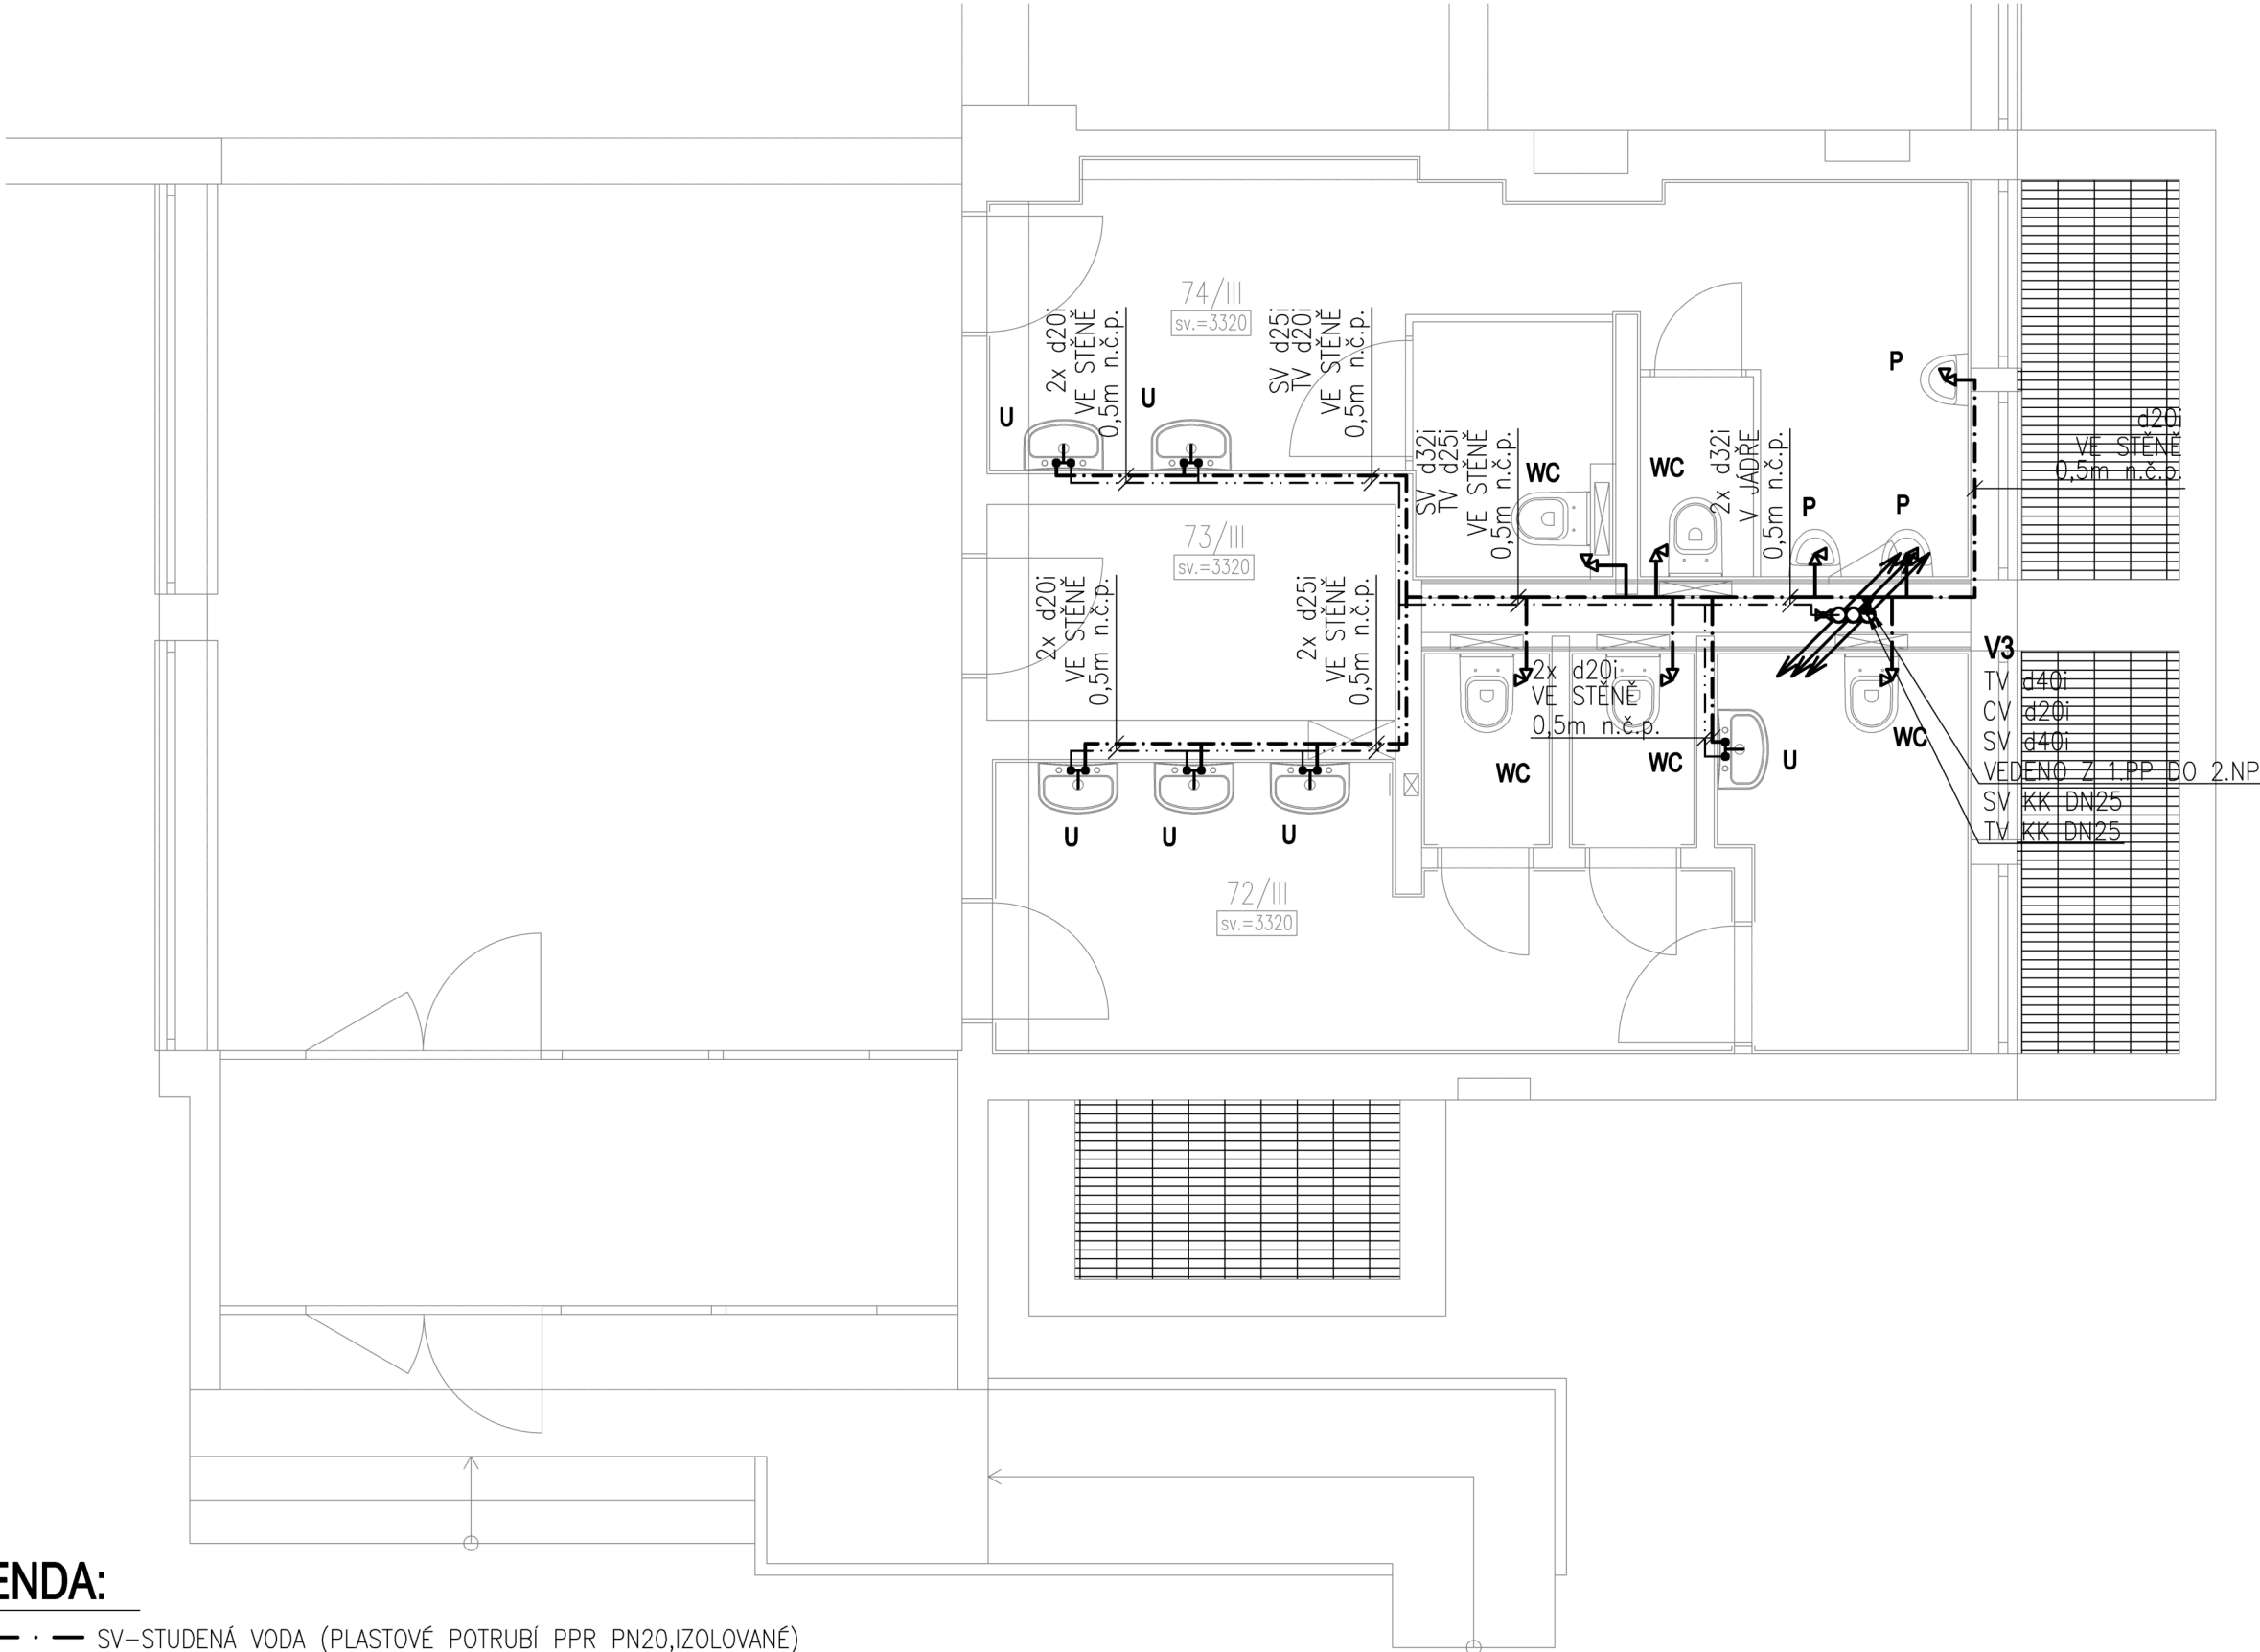 74/III
sv.=3320
2x d20i
VE STĚNĚ
0,5m n.č.p.
SV d25i
TV d20i
VE STĚNĚ
0,5m n.č.p.
U
U
P
d20i
VE STĚNĚ
0,5m n.č.p.
SV d32i
TV d25i
VE STĚNĚ
0,5m n.č.p.
WC
WC
2x d32i
V JÁDŘE
0,5m n.č.p.
P
P
73/III
sv.=3320
2x d20i
VE STĚNĚ
0,5m n.č.p.
2x d25i
VE STĚNĚ
0,5m n.č.p.
2x d20i
VE STĚNĚ
0,5m n.č.p.
V3
TV d40i
CV d20i
SV d40i
VEDENO Z 1.PP DO 2.NP
SV KK DN25
TV KK DN25
WC
WC
WC
U
U
U
U
72/III
sv.=3320
ENDA:
SV-STUDENÁ VODA (PLASTOVÉ POTRUBÍ PPR PN20,IZOLOVANÉ)